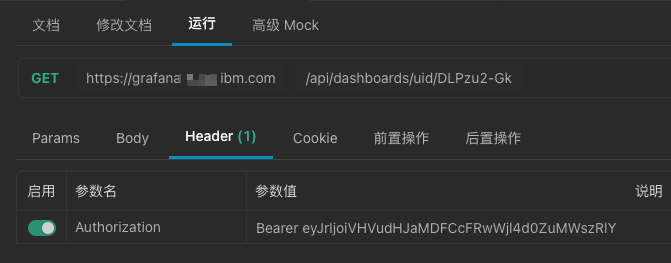 文档 修改文档 运行 高级 Mock
GET https://grafana ibm.com /api/dashboards/uid/DLPzu2-Gk
Params Body Header (1) Cookie 前置操作 后置操作
启用 参数名 参数值 说明
Authorization Bearer eyJrIjoiVHVudHJaMDFCcFRwWjl4d0ZuMWszRlY